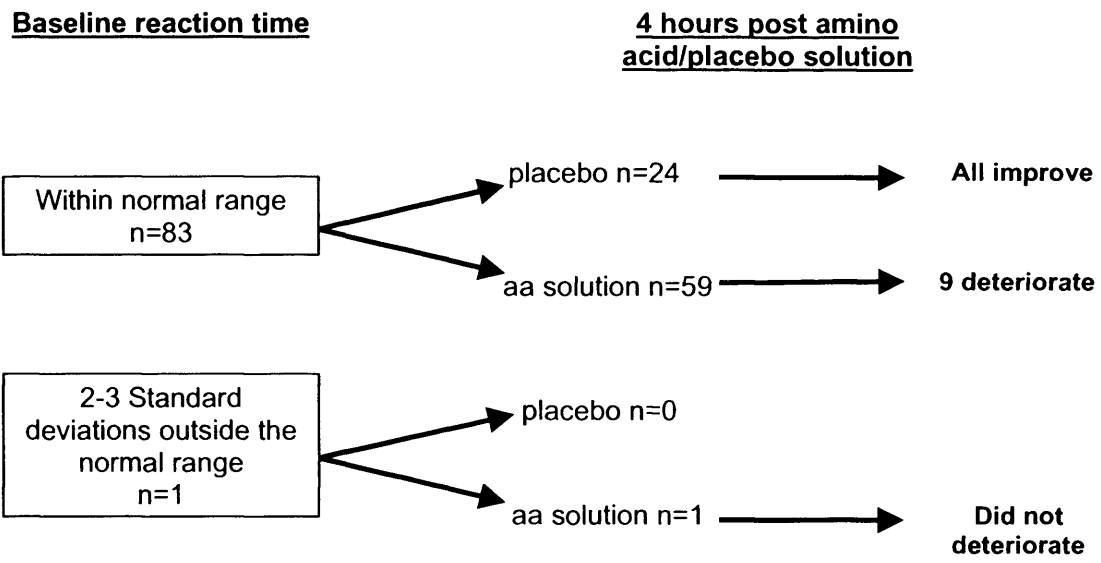 Baseline reaction time
4 hours post amino
acid/placebo solution
Within normal range
n=83
placebo n=24
All improve
aa solution n=59
9 deteriorate
2-3 Standard
deviations outside the
normal range
n=1
placebo n=0
aa solution n=1
Did not
deteriorate